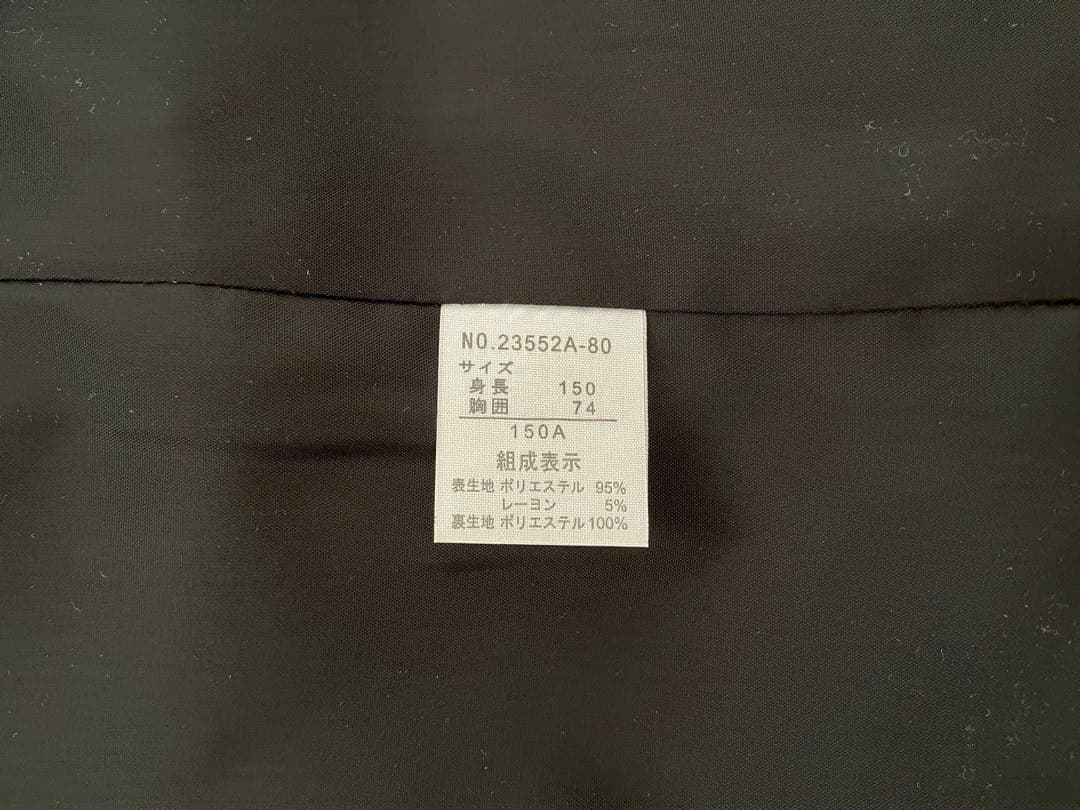 NO.23552A-80
サイズ
身長 150
胸囲 74
150A
組成表示
表生地 ポリエステル 95%
レーヨン 5%
裏生地 ポリエステル 100%